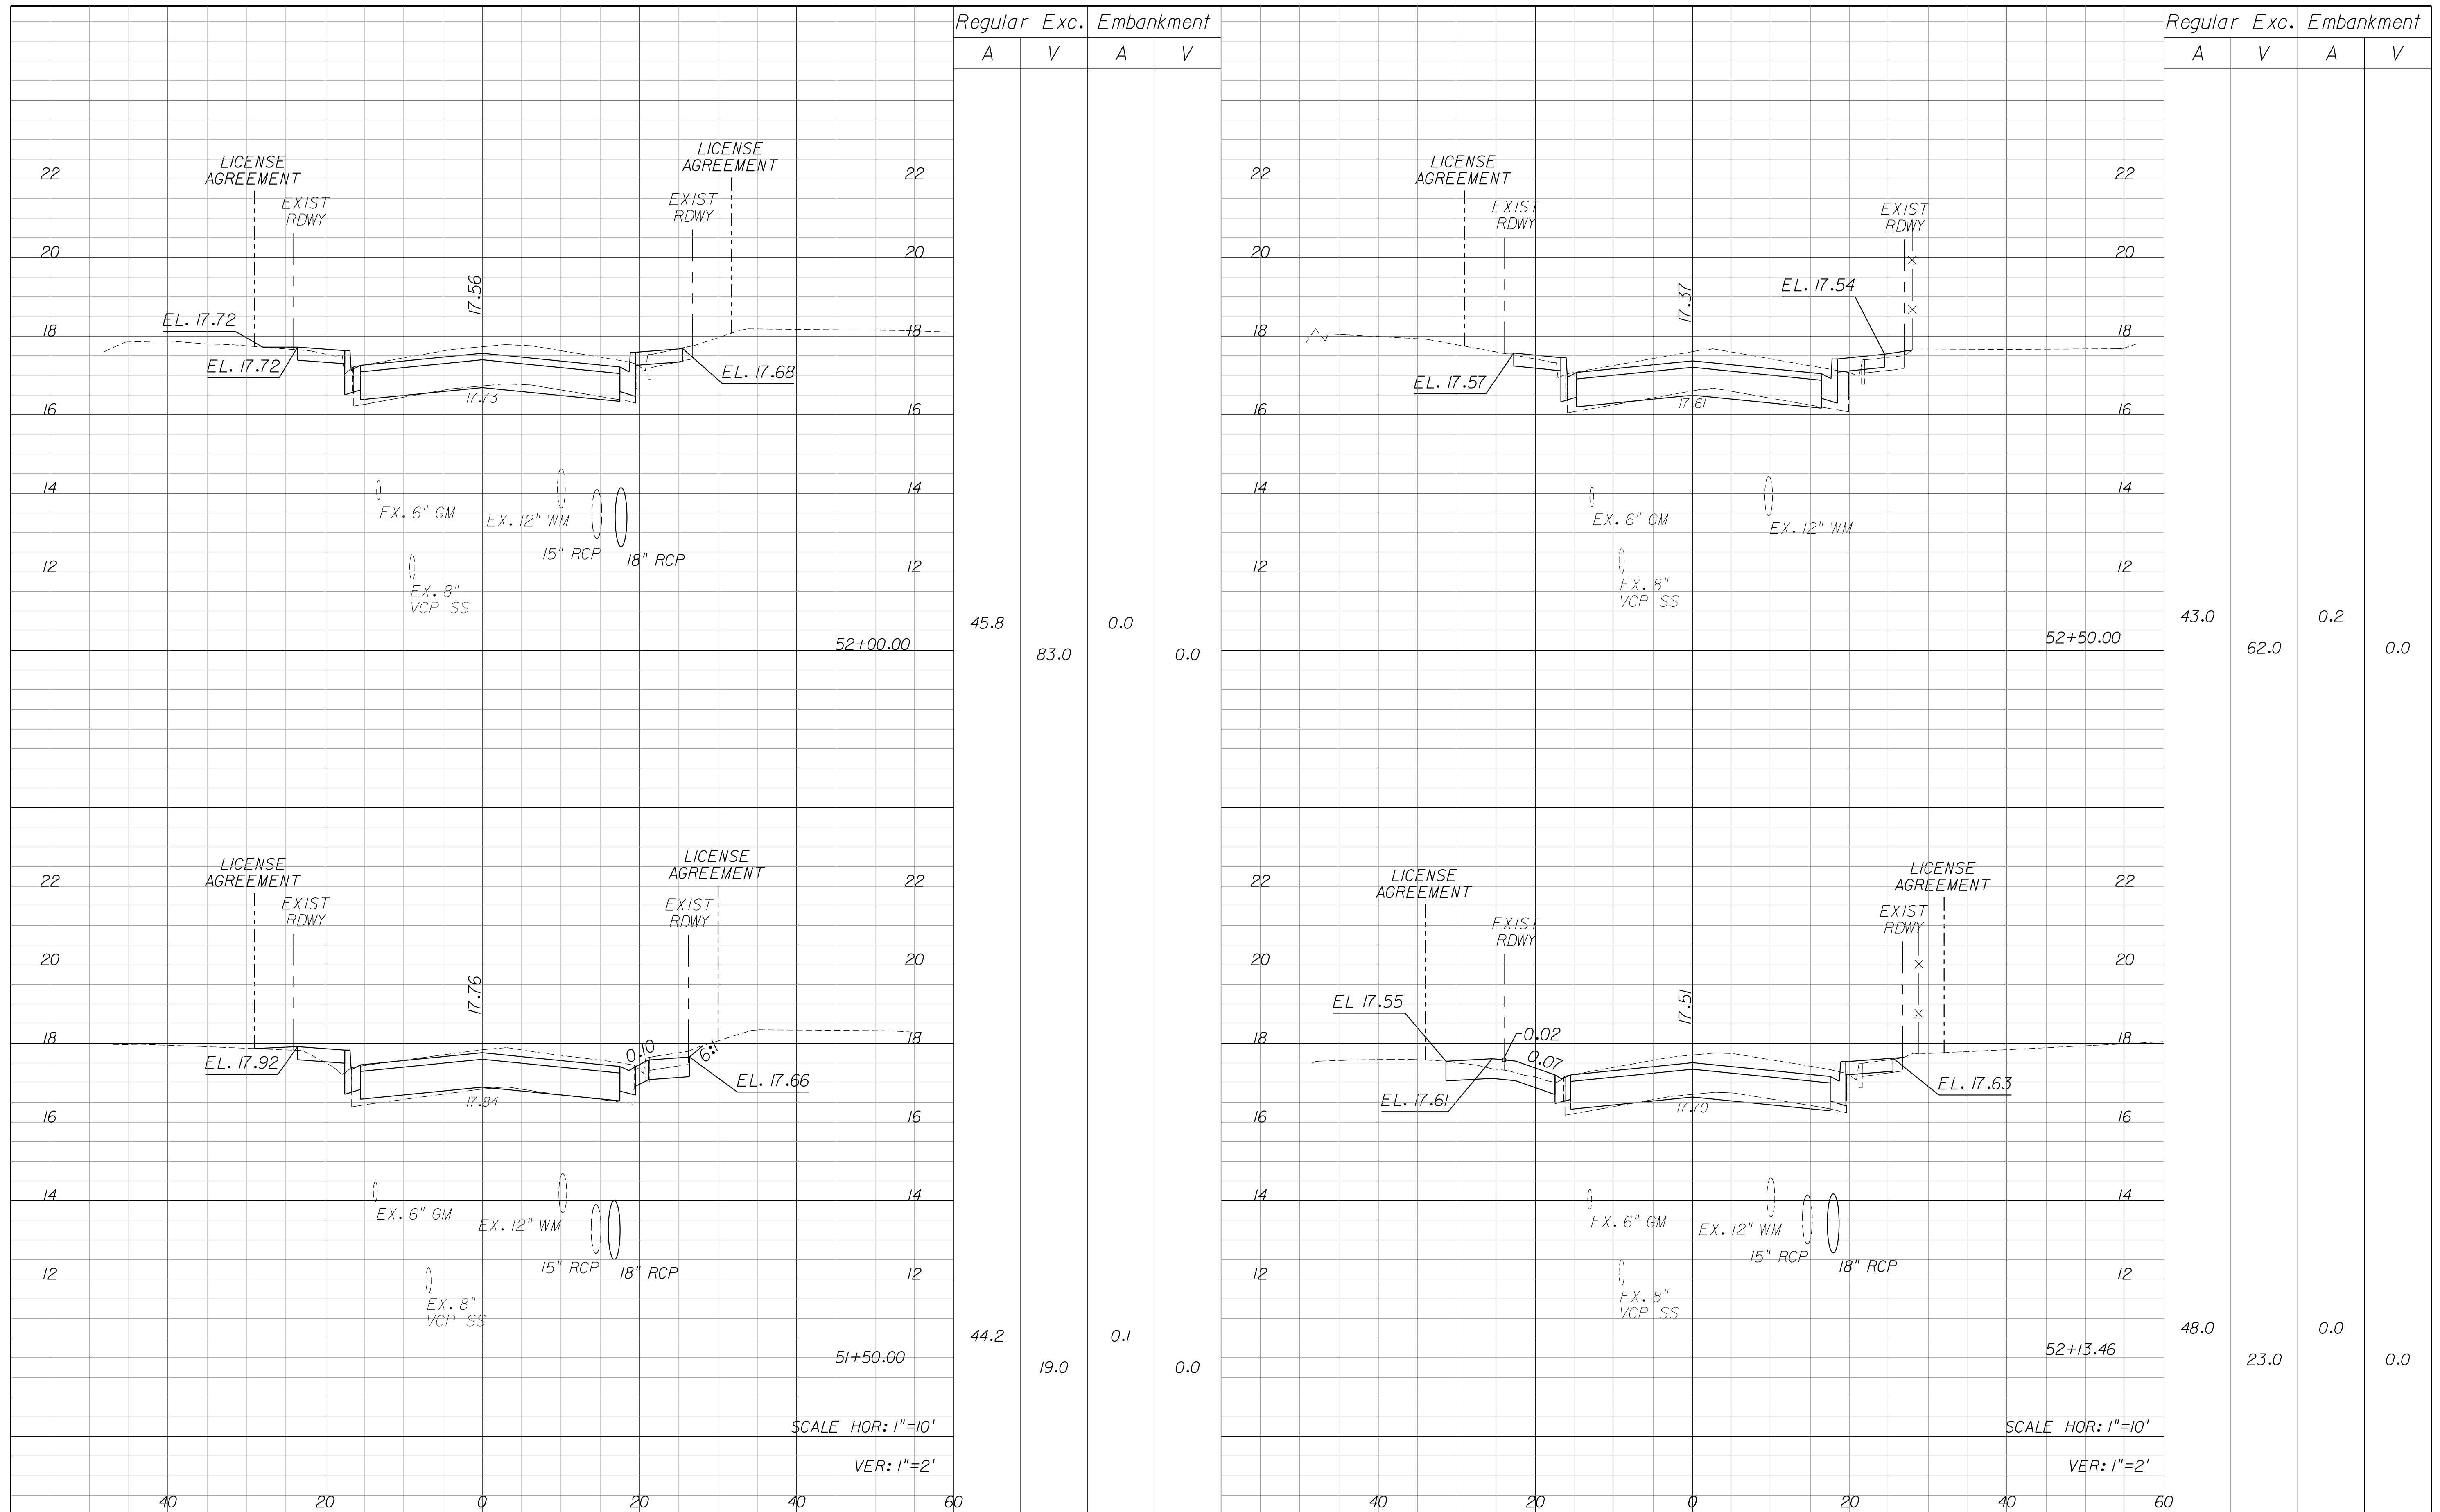 Regular Exc. Embankment
A V A V
LICENSE
AGREEMENT
LICENSE
AGREEMENT
EXIST
RDWY
EXIST
RDWY
22 22
20 20
18 18
16 16
14 14
12 12
17.56
EL. 17.72
EL. 17.72
EL. 17.68
17.73
EX. 6" GM
EX. 12" WM
15" RCP
18" RCP
EX. 8"
VCP SS
52+00.00
45.8 0.0
83.0 0.0
LICENSE
AGREEMENT
LICENSE
AGREEMENT
EXIST
RDWY
EXIST
RDWY
22 22
20 20
18 18
16 16
14 14
12 12
17.76
0.10
6:1
EL. 17.92
EL. 17.66
17.84
EX. 6" GM
EX. 12" WM
15" RCP
18" RCP
EX. 8"
VCP SS
51+50.00
44.2 0.1
19.0 0.0
SCALE HOR: 1"=10'
VER: 1"=2'
40 20 0 20 40 60
Regular Exc. Embankment
A V A V
LICENSE
AGREEMENT
EXIST
RDWY
EXIST
RDWY
22 22
20 20
18 18
16 16
14 14
12 12
17.37
EL. 17.54
EL. 17.57
17.61
EX. 6" GM
EX. 12" WM
EX. 8"
VCP SS
52+50.00
43.0 0.2
62.0 0.0
LICENSE
AGREEMENT
LICENSE
AGREEMENT
EXIST
RDWY
EXIST
RDWY
22 22
20 20
18 18
16 16
14 14
12 12
17.51
EL 17.55
0.02
0.07
EL. 17.61
EL. 17.63
17.70
EX. 6" GM
EX. 12" WM
15" RCP
18" RCP
EX. 8"
VCP SS
52+13.46
48.0 0.0
23.0 0.0
SCALE HOR: 1"=10'
VER: 1"=2'
40 20 0 20 40 60